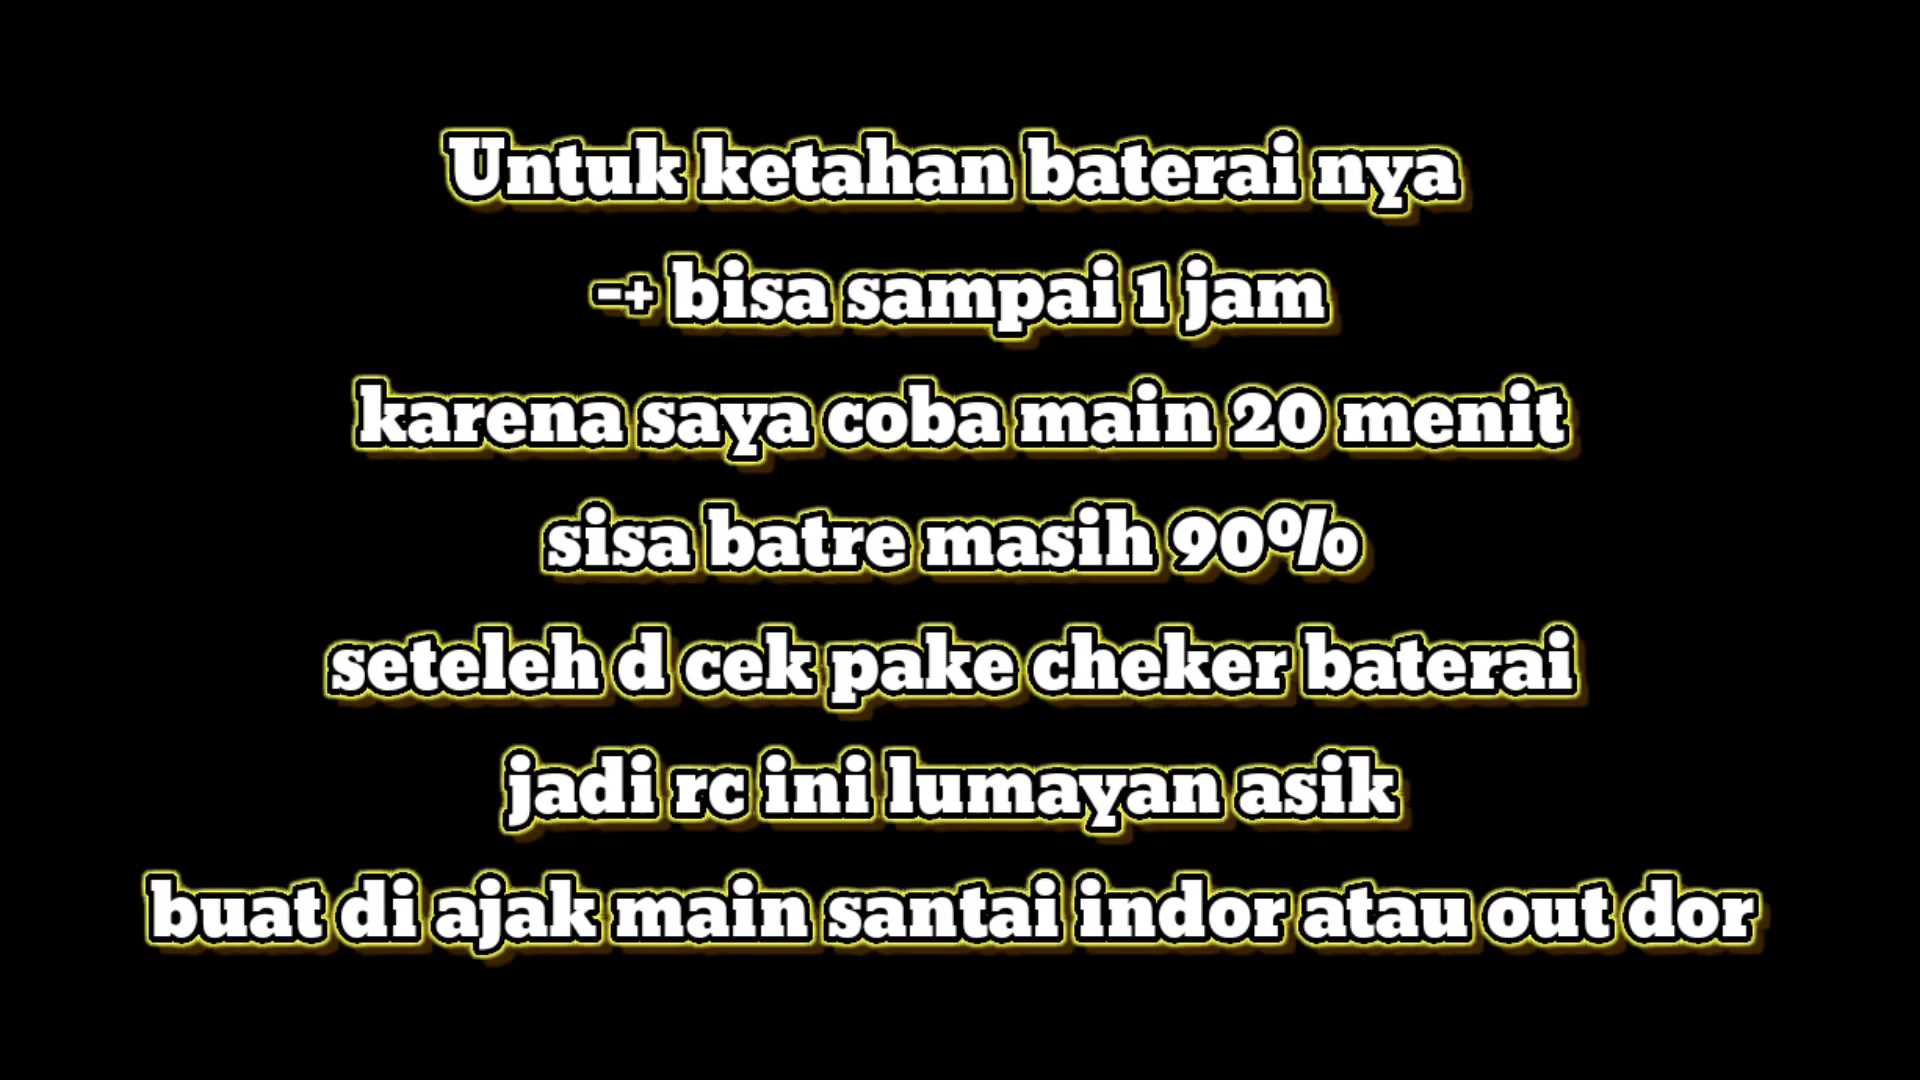 Untuk ketahan baterai nya
-+ bisa sampai 1 jam
karena saya coba main 20 menit
sisa batre masih 90%
seteleh d cek pake cheker baterai
jadi rc ini lumayan asik
buat di ajak main santai indor atau out dor